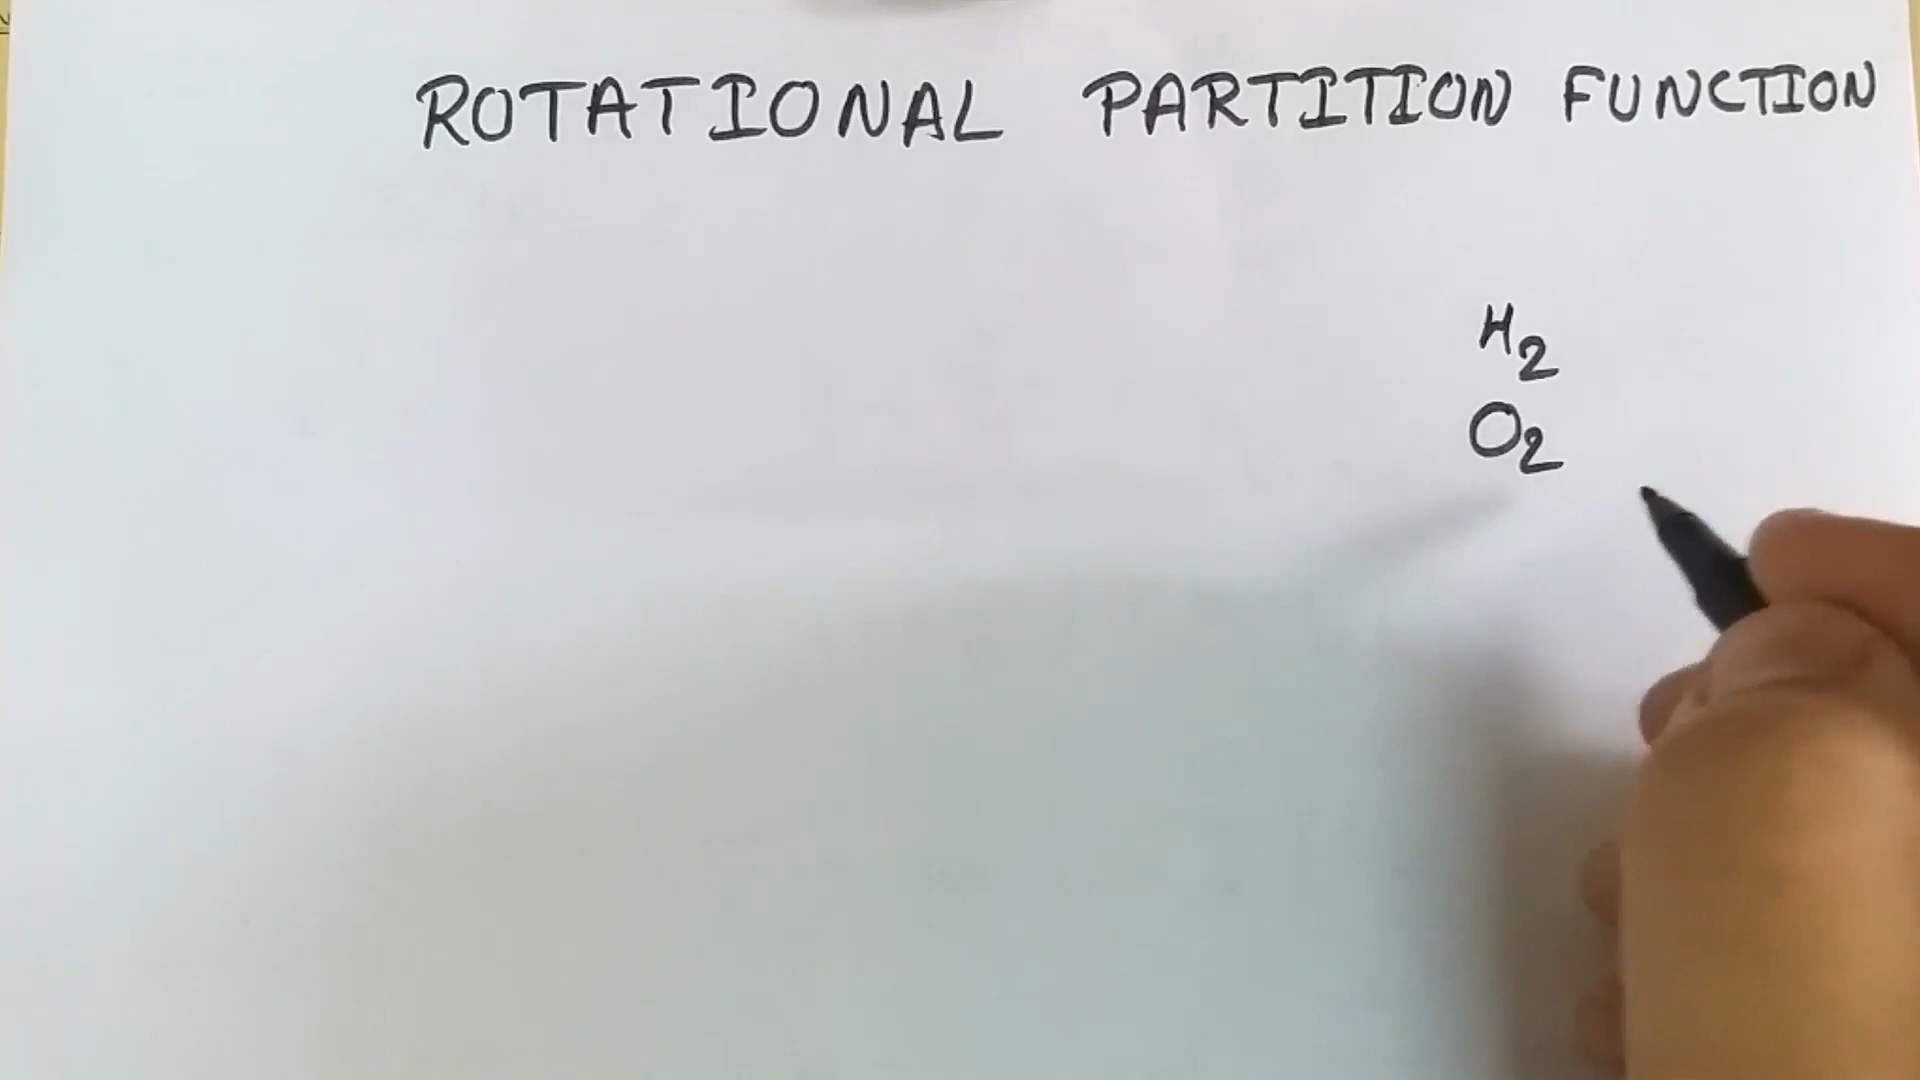 ROTATIONAL PARTITION FUNCTION
H₂
O₂